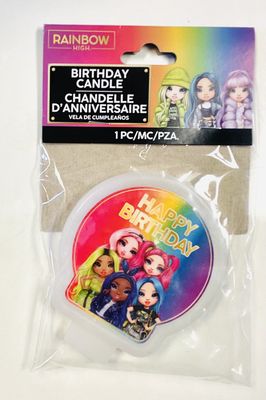 RAINBOW
HIGH
BIRTHDAY
CANDLE
CHANDELLE
D'ANNIVERSAIRE
VELA DE CUMPLEAÑOS
1 PC/MC/PZA.
HAPPY
BIRTHDAY